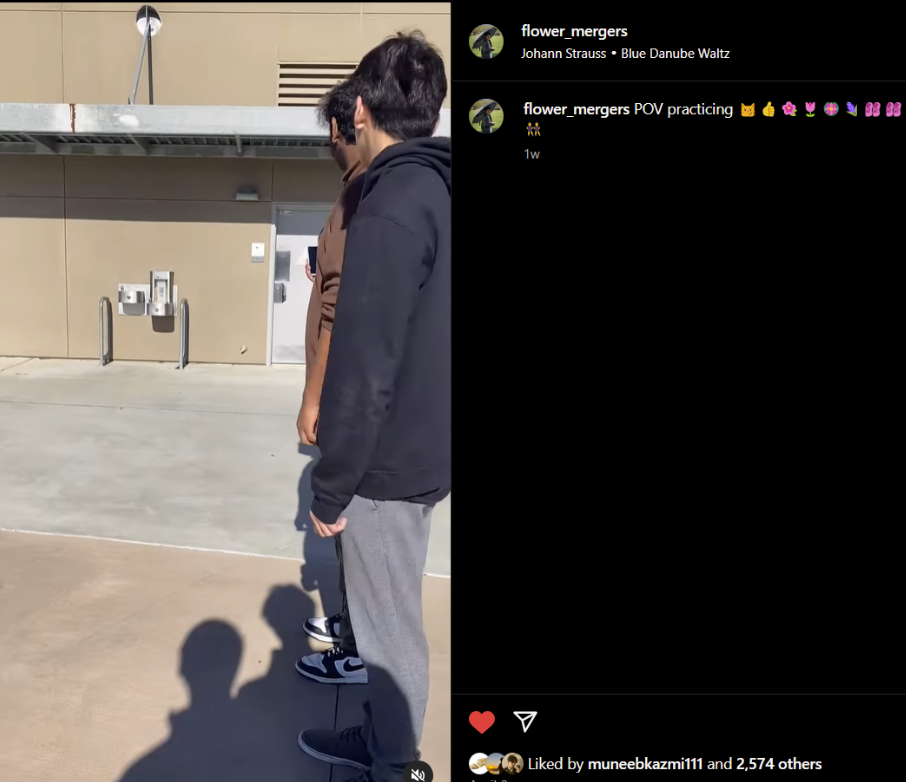 flower_mergers
Johann Strauss • Blue Danube Waltz
flower_mergers POV practicing 😼 👍 🌸 🌷 🪷 🪻 🩰 🩰
👯
1w
Liked by muneebkazmi111 and 2,574 others